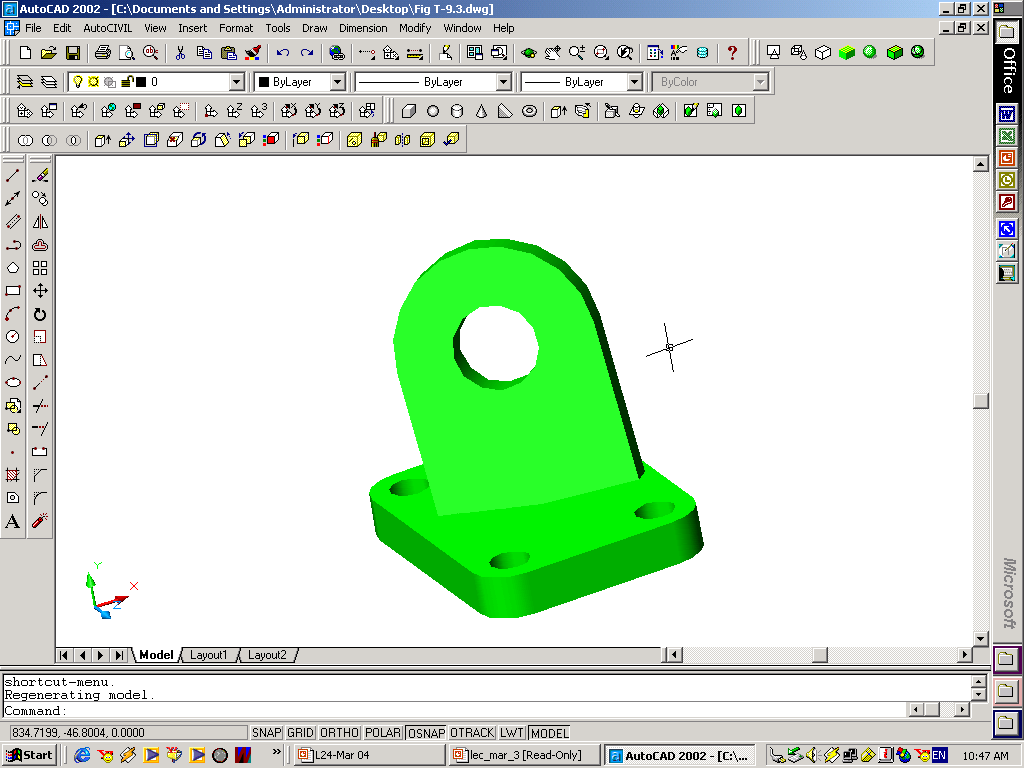 AutoCAD 2002 - [C:\Documents and Settings\Administrator\Desktop\Fig T-9.3.dwg]
File Edit AutoCIVIL View Insert Format Tools Draw Dimension Modify Window Help
0 ByLayer ByLayer ByLayer ByColor
Office
A
Y
X
Z
Microsoft
Model Layout1 Layout2
shortcut-menu.
Regenerating model.
Command:
834.7199, -46.8004, 0.0000 SNAP GRID ORTHO POLAR OSNAP OTRACK LWT MODEL
Start » L24-Mar 04 lec_mar_3 [Read-Only] AutoCAD 2002 - [C:\... EN 10:47 AM